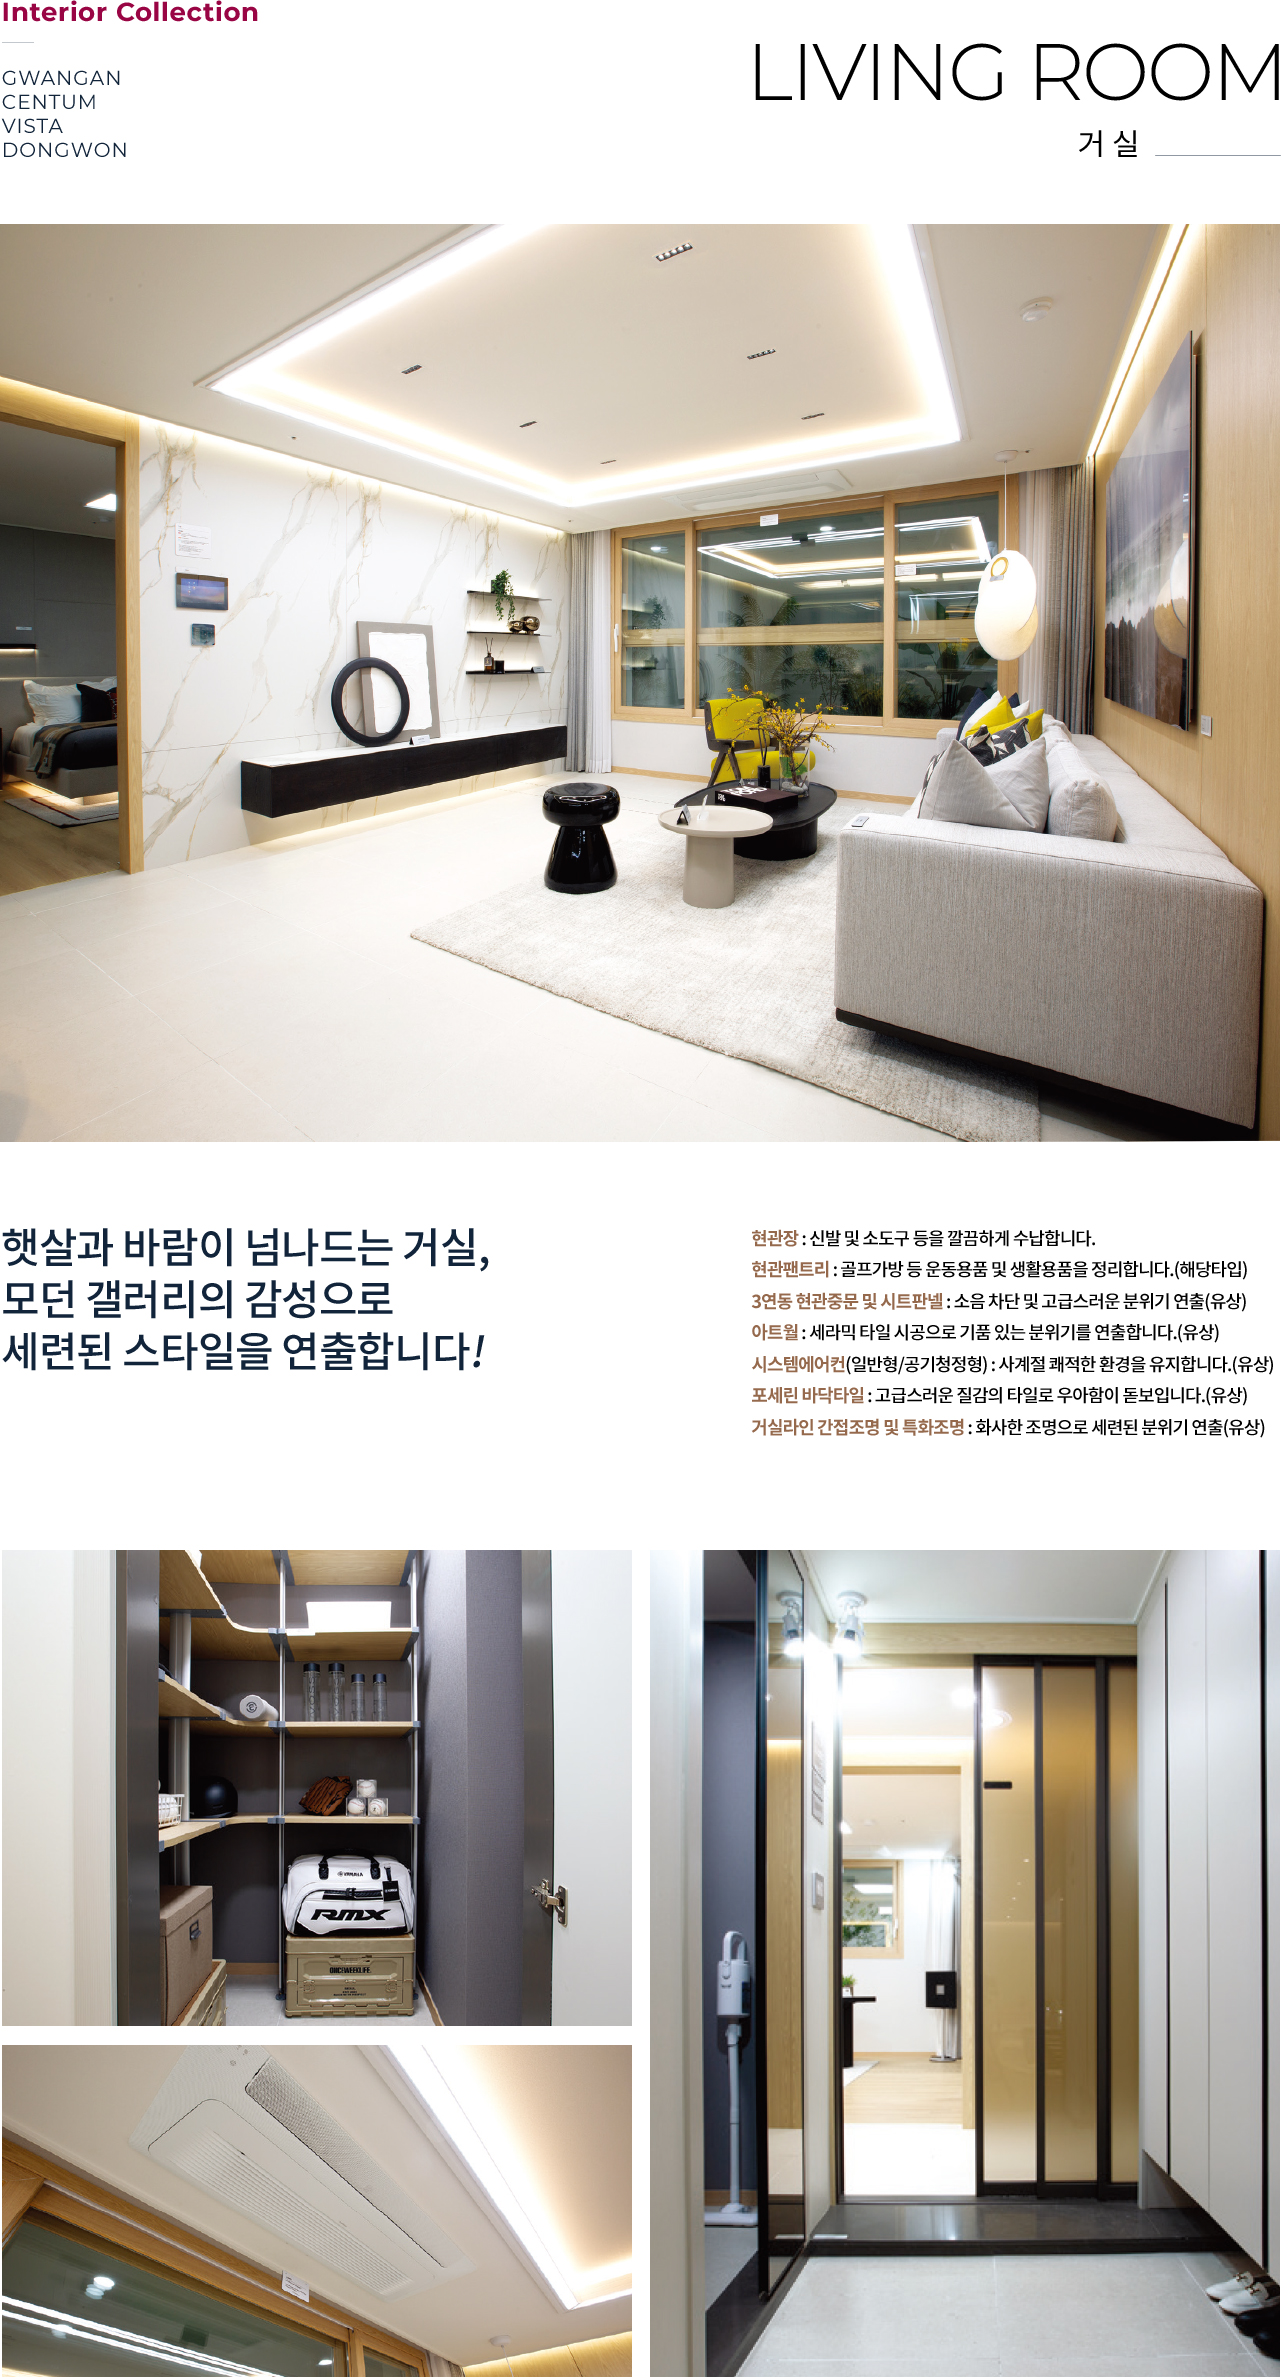 Interior Collection
GWANGAN
CENTUM
VISTA
DONGWON
LIVING ROOM
거 실
햇살과 바람이 넘나드는 거실,
모던 갤러리의 감성으로
세련된 스타일을 연출합니다!
현관장 : 신발 및 소도구 등을 깔끔하게 수납합니다.
현관팬트리 : 골프가방 등 운동용품 및 생활용품을 정리합니다.(해당타입)
3연동 현관중문 및 시트판넬 : 소음 차단 및 고급스러운 분위기 연출(유상)
아트월 : 세라믹 타일 시공으로 기품 있는 분위기를 연출합니다.(유상)
시스템에어컨(일반형/공기청정형) : 사계절 쾌적한 환경을 유지합니다.(유상)
포세린 바닥타일 : 고급스러운 질감의 타일로 우아함이 돋보입니다.(유상)
거실라인 간접조명 및 특화조명 : 화사한 조명으로 세련된 분위기 연출(유상)
YAMAHA
RMX
ONCEWEEKLIFE.